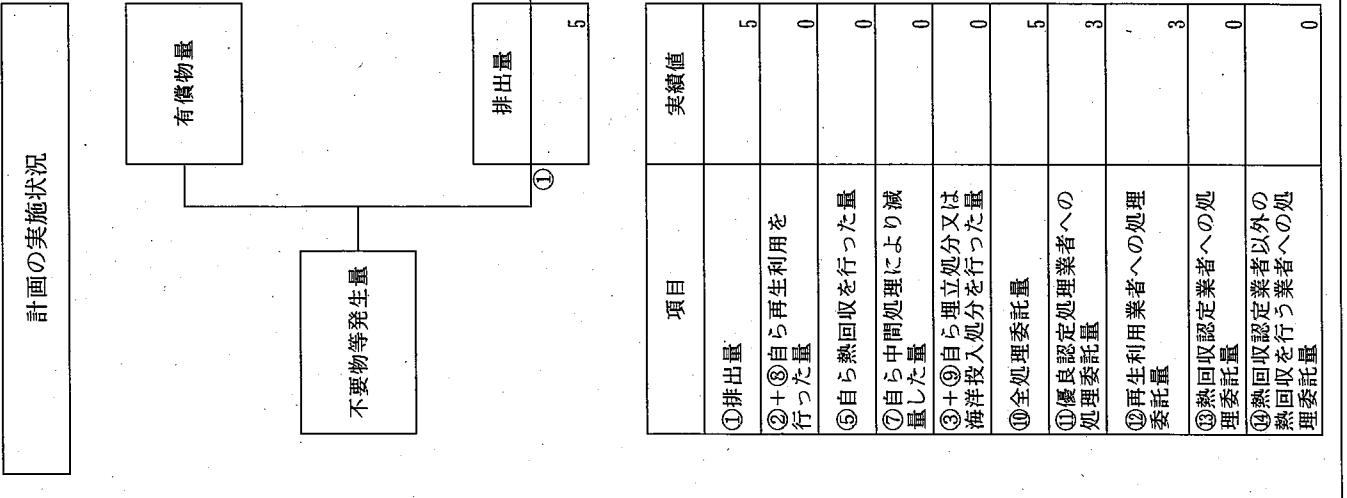 計画の実施状況
有償物量
不要物等発生量
①
排出量
5
項目 実績値
①排出量 5
②+⑧自ら再生利用を
行った量 0
⑤自ら熱回収を行った量 0
⑦自ら中間処理により減
量した量 0
③+⑨自ら埋立処分又は
海洋投入処分を行った量 0
⑩全処理委託量 5
⑪優良認定処理業者への
処理委託量 3
⑫再生利用業者への処理
委託量 3
⑬熱回収認定業者への処
理委託量 0
⑭熱回収認定業者以外の
熱回収を行う業者への処
理委託量 0